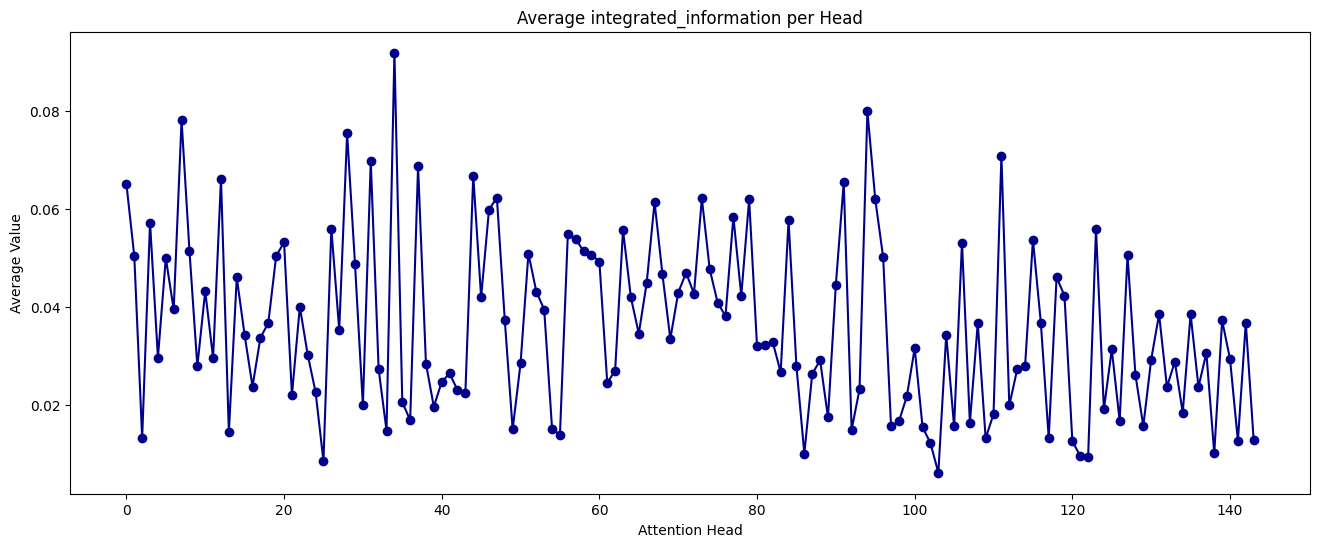 Average integrated_information per Head
Average Value
0.08
0.06
0.04
0.02
0 20 40 60 80 100 120 140
Attention Head